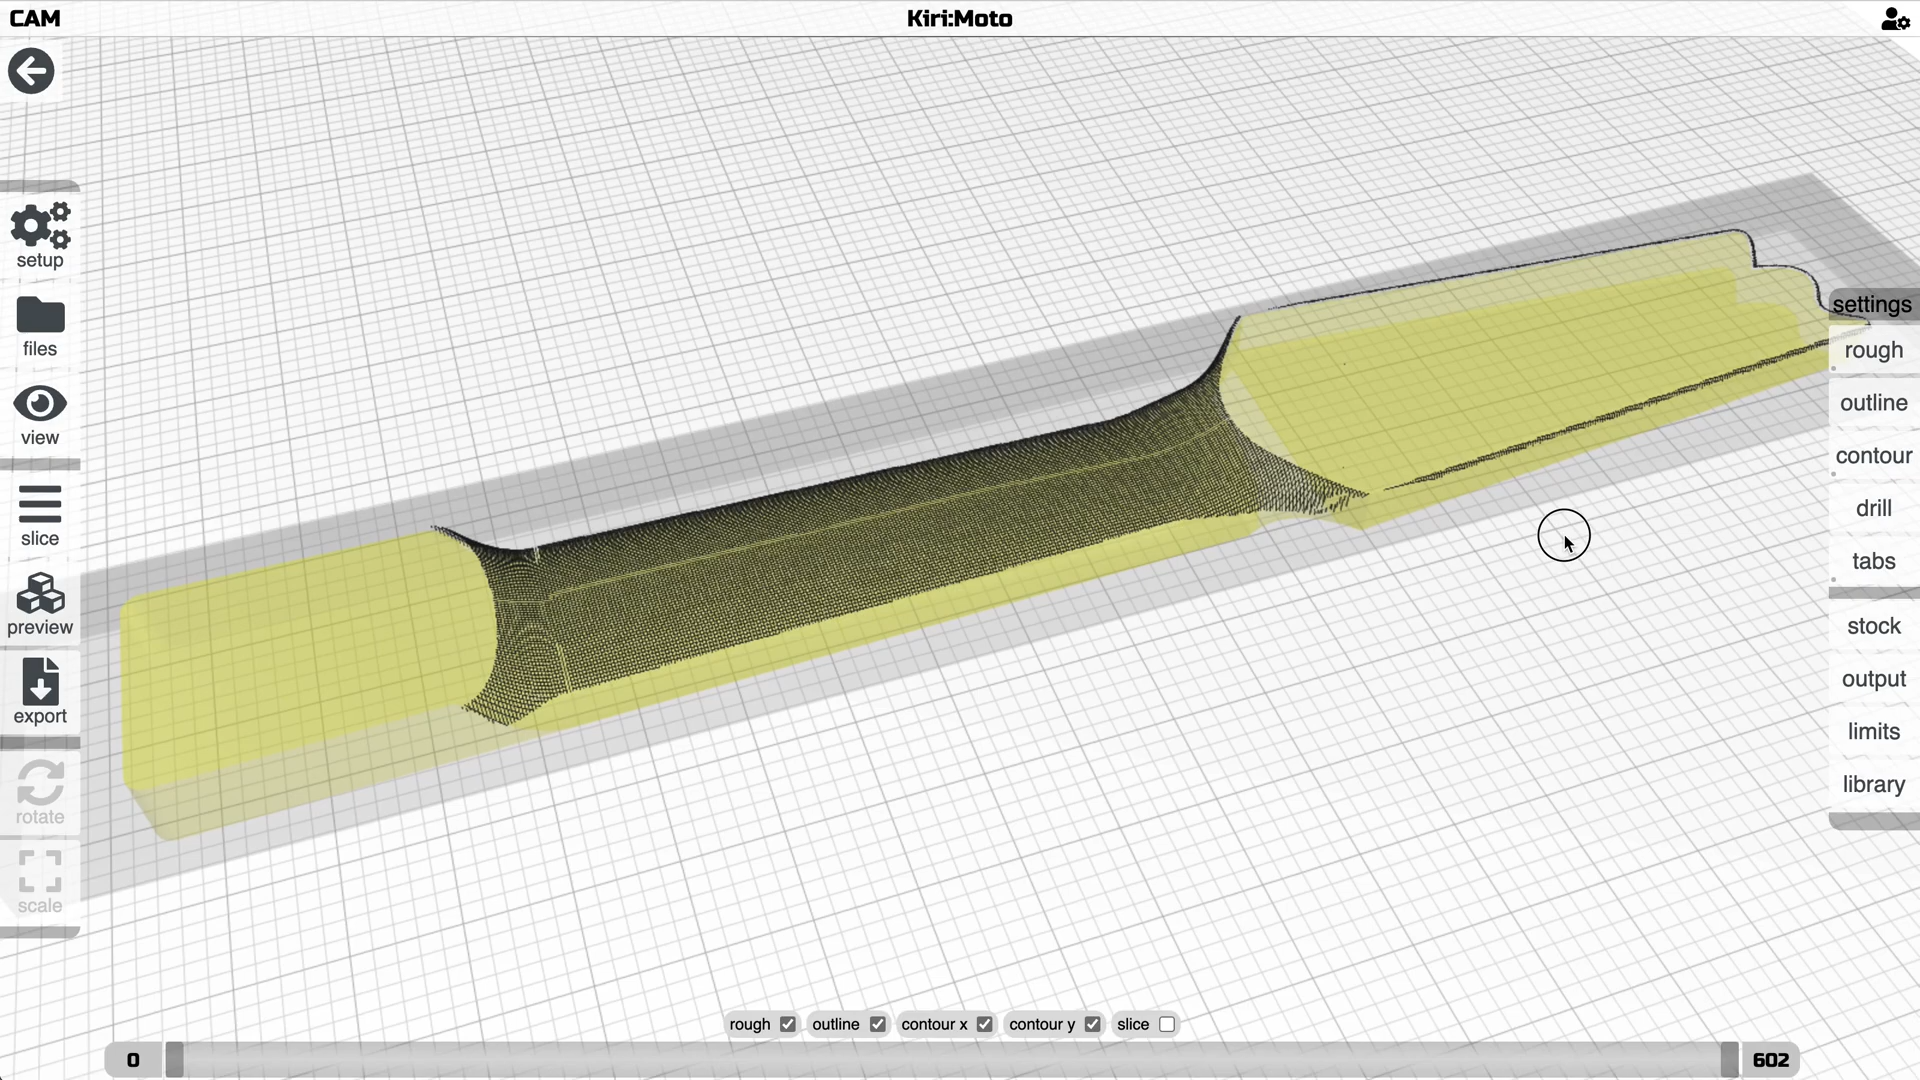 CAM
Kiri:Moto
setup
files
view
slice
preview
export
rotate
scale
settings
rough
outline
contour
drill
tabs
stock
output
limits
library
rough outline contour x contour y slice
0
602